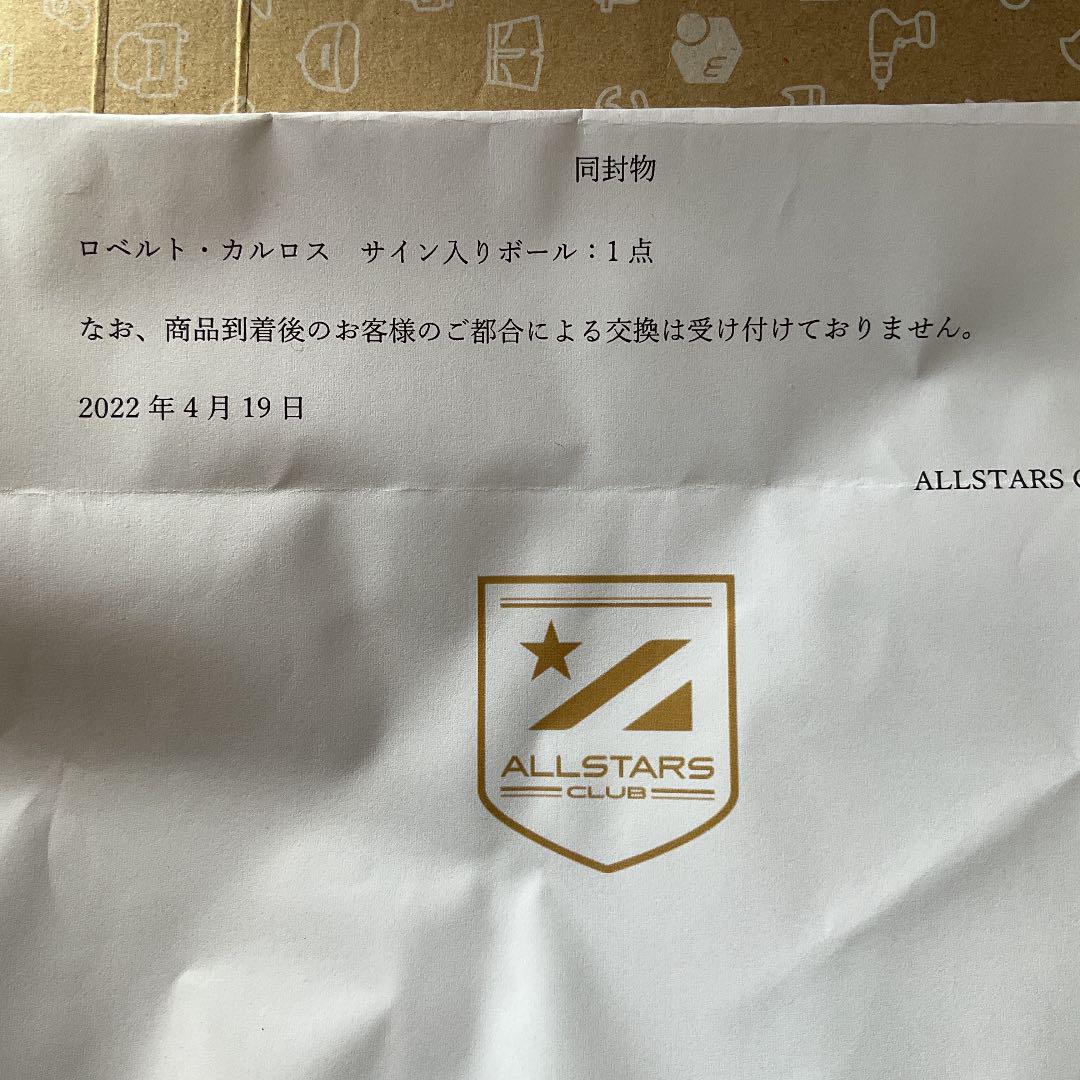 同封物
ロベルト・カルロス　サイン入りボール：1点
なお、商品到着後のお客様のご都合による交換は受け付けておりません。
2022年4月19日
ALLSTARS
ALLSTARS
CLUB